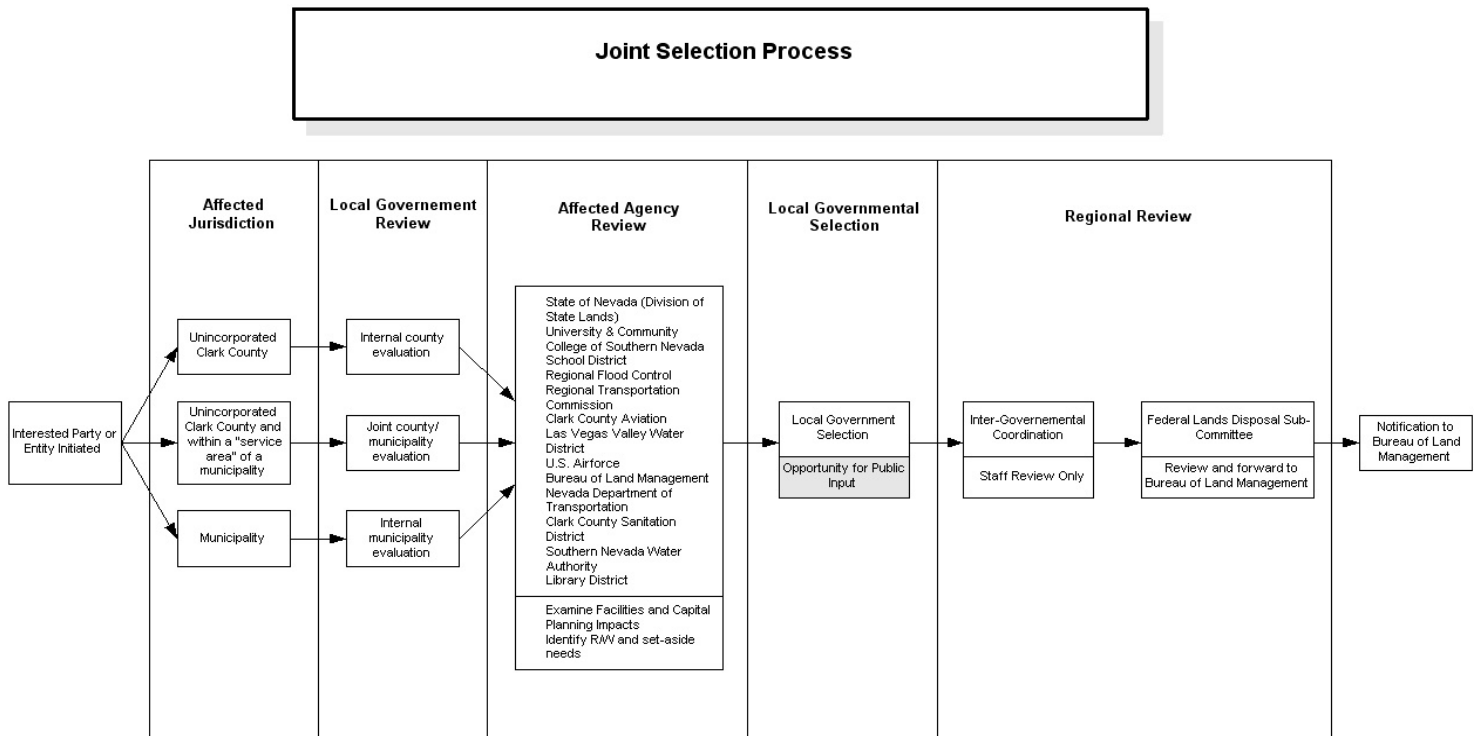 Joint Selection Process
Affected
Jurisdiction
Local Governement
Review
Affected Agency
Review
Local Governmental
Selection
Regional Review
Interested Party or
Entity Initiated
Unincorporated
Clark County
Unincorporated
Clark County and
within a "service
area" of a
municipality
Municipality
Internal county
evaluation
Joint county/
municipality
evaluation
Internal
municipality
evaluation
State of Nevada (Division of
State Lands)
University & Community
College of Southern Nevada
School District
Regional Flood Control
Regional Transportation
Commission
Clark County Aviation
Las Vegas Valley Water
District
U.S. Airforce
Bureau of Land Management
Nevada Department of
Transportation
Clark County Sanitation
District
Southern Nevada Water
Authority
Library District
Examine Facilities and Capital
Planning Impacts
Identify R/W and set-aside
needs
Local Government
Selection
Opportunity for Public
Input
Inter-Governemental
Coordination
Staff Review Only
Federal Lands Disposal Sub-
Committee
Review and forward to
Bureau of Land Management
Notification to
Bureau of Land
Management